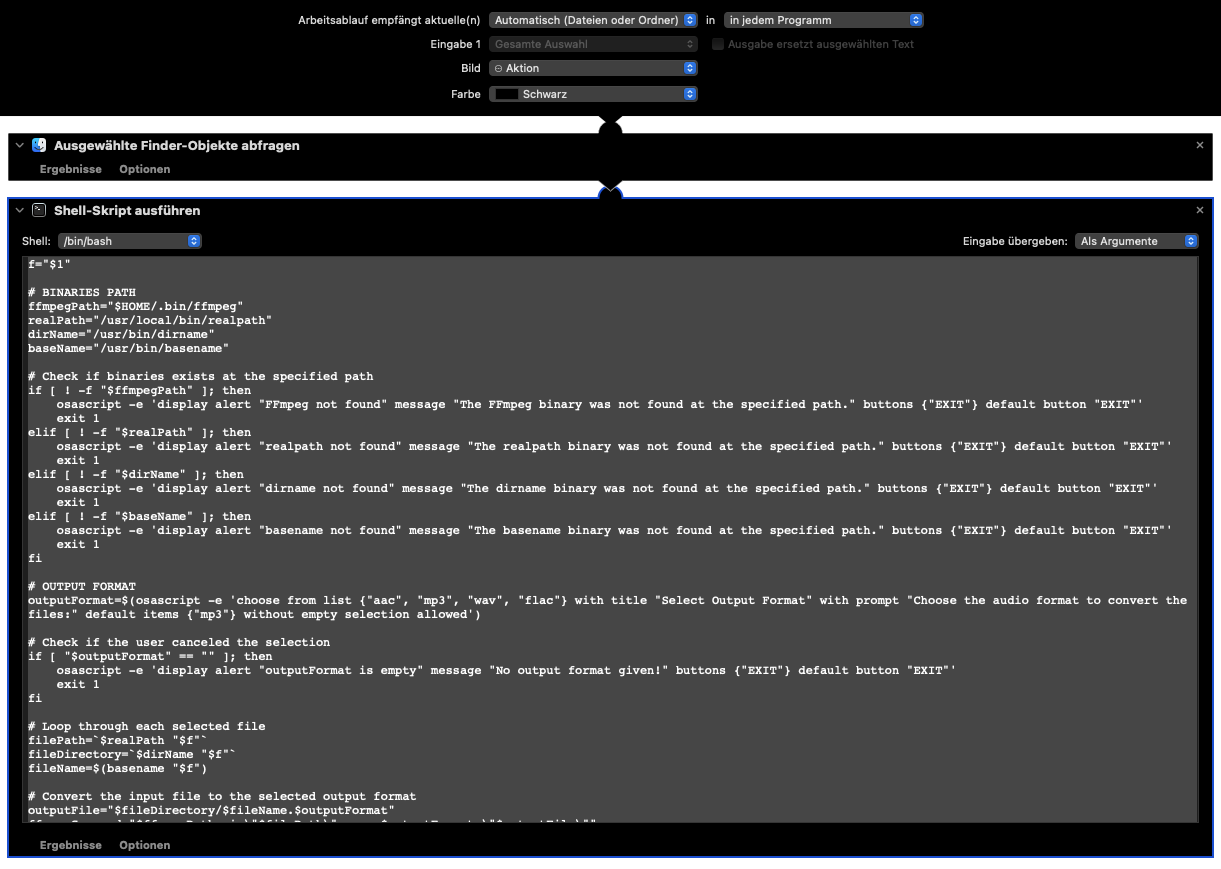 Arbeitsablauf empfängt aktuelle(n) Automatisch (Dateien oder Ordner) in in jedem Programm
Eingabe 1 Gesamte Auswahl Ausgabe ersetzt ausgewählten Text
Bild Aktion
Farbe Schwarz
Ausgewählte Finder-Objekte abfragen
Ergebnisse Optionen
Shell-Skript ausführen
Shell: /bin/bash Eingabe übergeben: Als Argumente
f="$1"
# BINARIES PATH
ffmpegPath="$HOME/.bin/ffmpeg"
realPath="/usr/local/bin/realpath"
dirName="/usr/bin/dirname"
baseName="/usr/bin/basename"
# Check if binaries exists at the specified path
if [ ! -f "$ffmpegPath" ]; then
    osascript -e 'display alert "FFmpeg not found" message "The FFmpeg binary was not found at the specified path." buttons {"EXIT"} default button "EXIT"'
    exit 1
elif [ ! -f "$realPath" ]; then
    osascript -e 'display alert "realpath not found" message "The realpath binary was not found at the specified path." buttons {"EXIT"} default button "EXIT"'
    exit 1
elif [ ! -f "$dirName" ]; then
    osascript -e 'display alert "dirname not found" message "The dirname binary was not found at the specified path." buttons {"EXIT"} default button "EXIT"'
    exit 1
elif [ ! -f "$baseName" ]; then
    osascript -e 'display alert "basename not found" message "The basename binary was not found at the specified path." buttons {"EXIT"} default button "EXIT"'
    exit 1
fi
# OUTPUT FORMAT
outputFormat=$(osascript -e 'choose from list {"aac", "mp3", "wav", "flac"} with title "Select Output Format" with prompt "Choose the audio format to convert the
files:" default items {"mp3"} without empty selection allowed')
# Check if the user canceled the selection
if [ "$outputFormat" == "" ]; then
    osascript -e 'display alert "outputFormat is empty" message "No output format given!" buttons {"EXIT"} default button "EXIT"'
    exit 1
fi
# Loop through each selected file
filePath=`$realPath "$f"`
fileDirectory=`$dirName "$f"`
fileName=$(basename "$f")
# Convert the input file to the selected output format
outputFile="$fileDirectory/$fileName.$outputFormat"
Ergebnisse Optionen